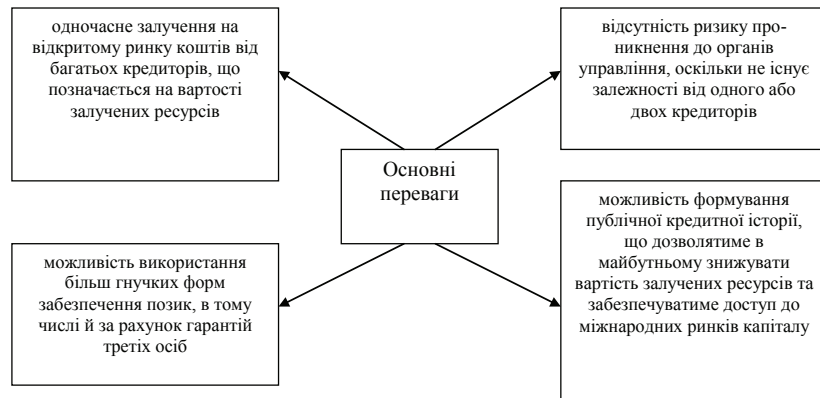 одночасне залучення на
відкритому ринку коштів від
багатьох кредиторів, що
позначається на вартості
залучених ресурсів
відсутність ризику про-
никнення до органів
управління, оскільки не існує
залежності від одного або
двох кредиторів
Основні
переваги
можливість використання
більш гнучких форм
забезпечення позик, в тому
числі й за рахунок гарантій
третіх осіб
можливість формування
публічної кредитної історії,
що дозволятиме в
майбутньому знижувати
вартість залучених ресурсів та
забезпечуватиме доступ до
міжнародних ринків капіталу